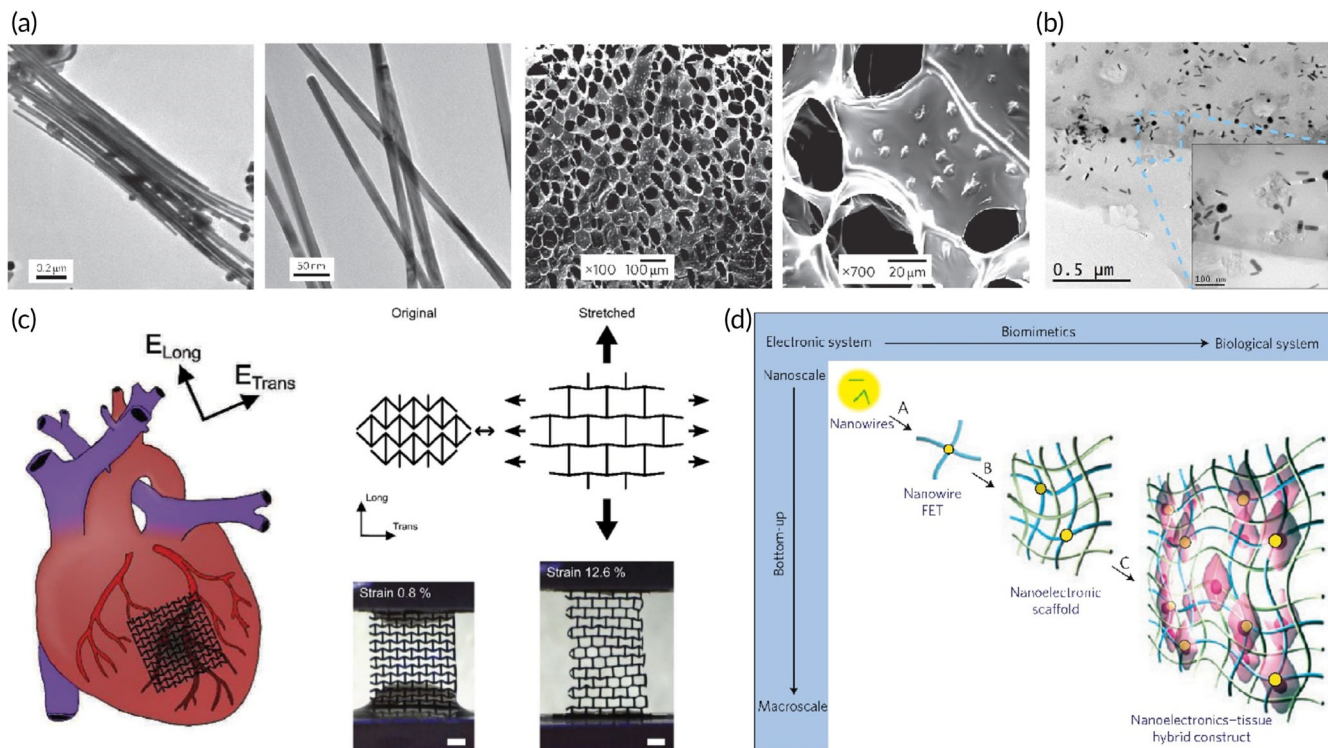 (a)
(b)
0.2 µm
50 nm
×100 100 µm
×700 20 µm
0.5 µm
100 nm
(c)
E Long
E Trans
Original
Stretched
Long
Trans
Strain 0.8 %
Strain 12.6 %
(d)
Electronic system
Biomimetics
Biological system
Nanoscale
Bottom-up
Macroscale
Nanowires
A
Nanowire
FET
B
Nanoelectronic
scaffold
C
Nanoelectronics–tissue
hybrid construct